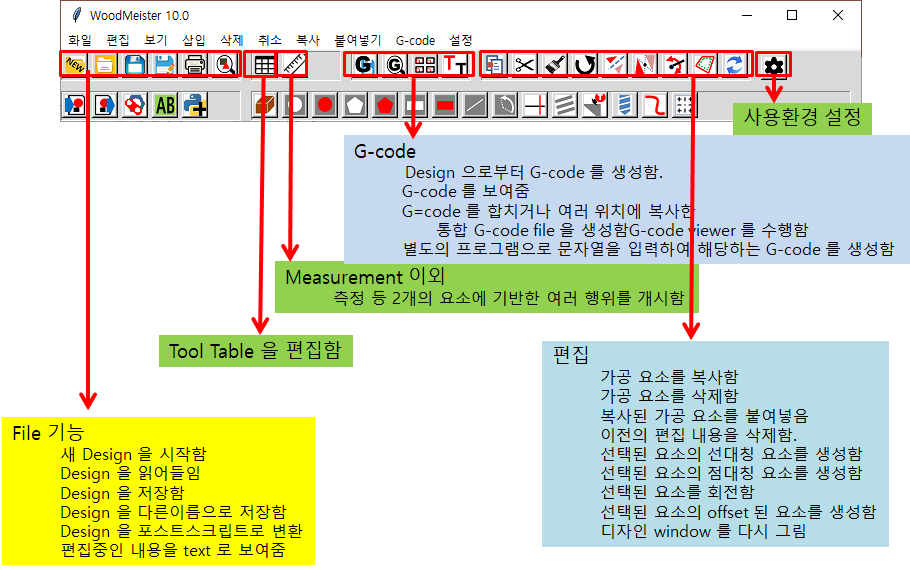 WoodMeister 10.0
화일 편집 보기 삽입 삭제 취소 복사 붙여넣기 G-code 설정
NEW G G T T
AB
사용환경 설정
G-code
Design 으로부터 G-code 를 생성함.
G-code 를 보여줌
G=code 를 합치거나 여러 위치에 복사함
통합 G-code file 을 생성함G-code viewer 를 수행함
별도의 프로그램으로 문자열을 입력하여 해당하는 G-code 를 생성함
Measurement 이외
측정 등 2개의 요소에 기반한 여러 행위를 개시함
Tool Table 을 편집함
편집
가공 요소를 복사함
가공 요소를 삭제함
복사된 가공 요소를 붙여넣음
이전의 편집 내용을 삭제함.
선택된 요소의 선대칭 요소를 생성함
선택된 요소의 점대칭 요소를 생성함
선택된 요소를 회전함
선택된 요소의 offset 된 요소를 생성함
디자인 window 를 다시 그림
File 기능
새 Design 을 시작함
Design 을 읽어들임
Design 을 저장함
Design 을 다른이름으로 저장함
Design 을 포스트스크립트로 변환
편집중인 내용을 text 로 보여줌